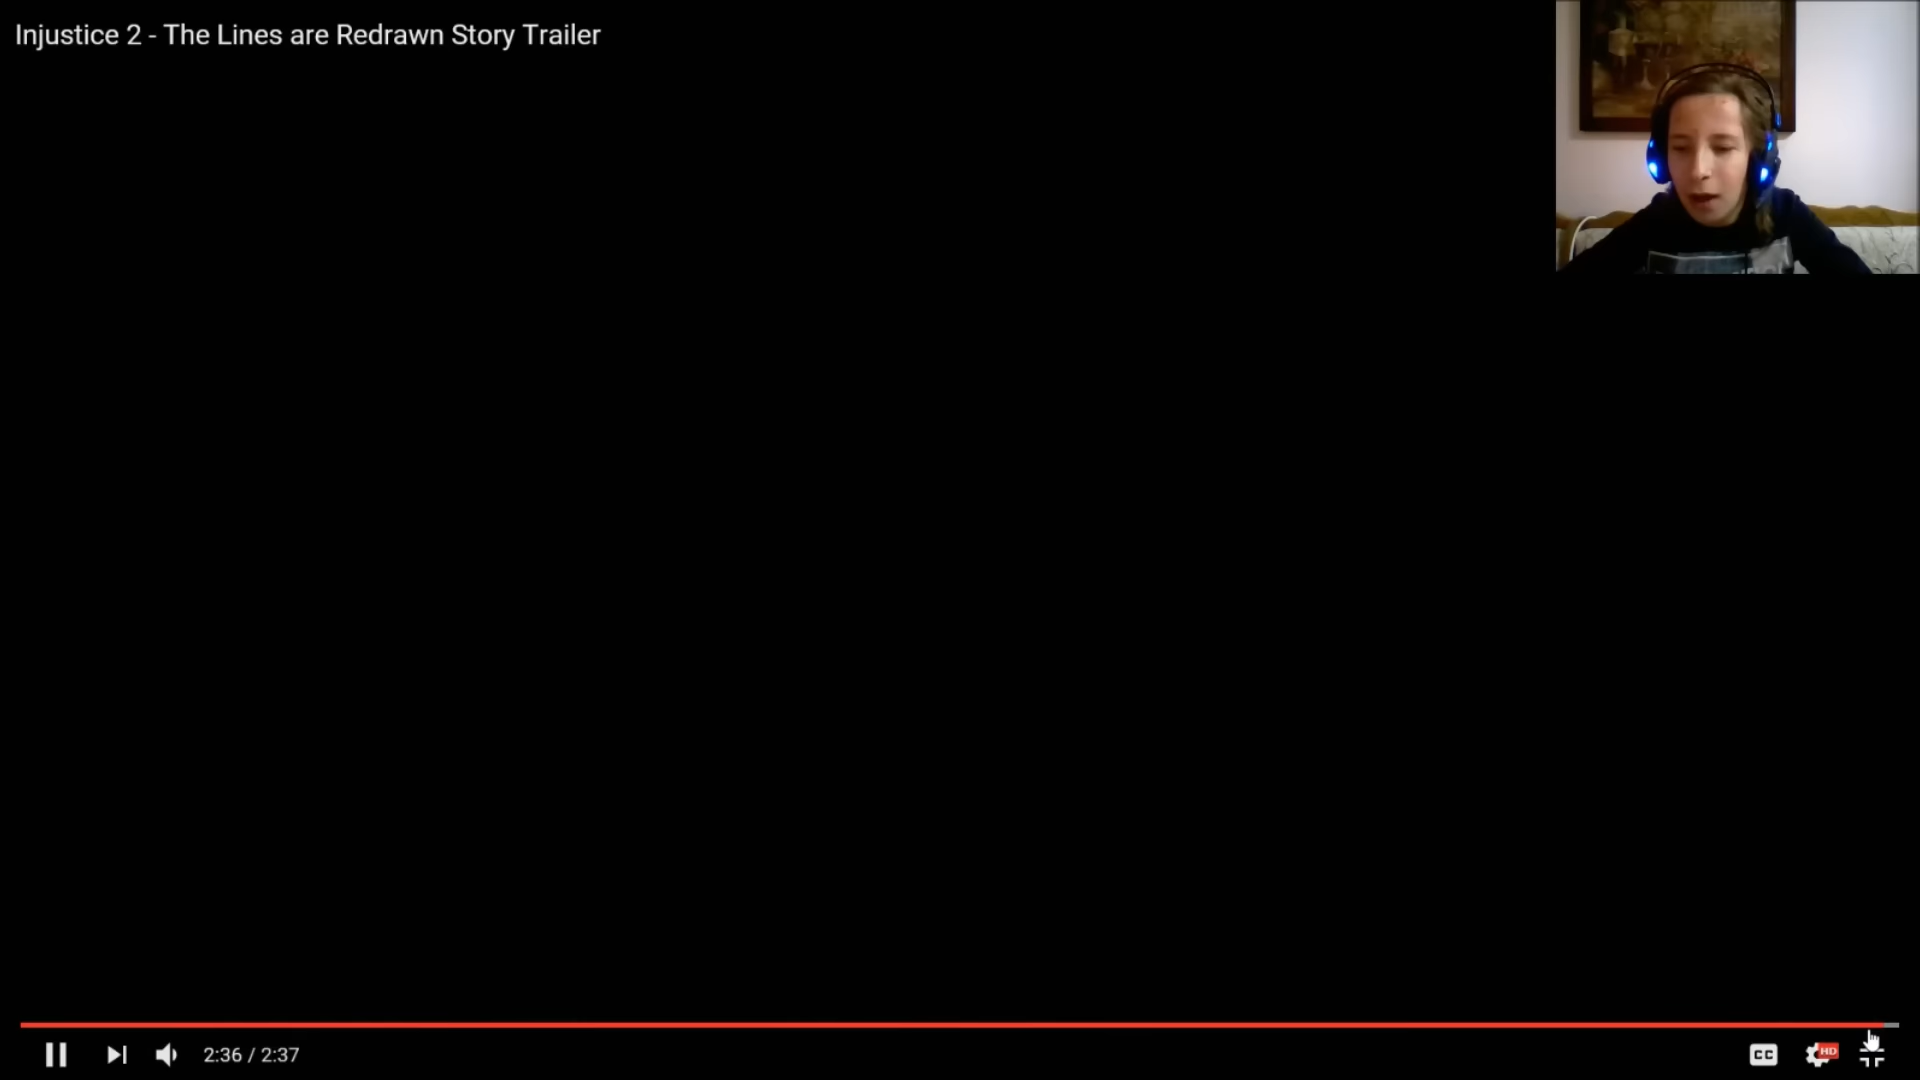 Injustice 2 - The Lines are Redrawn Story Trailer
2:36 / 2:37
CC
HD